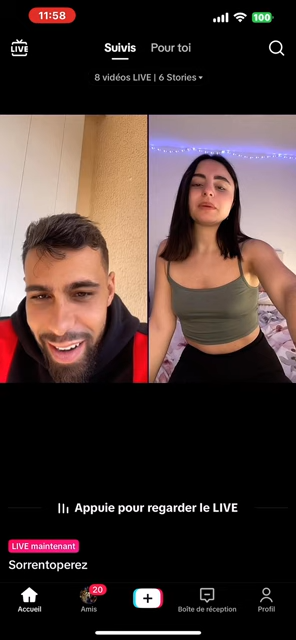 11:58
100
LIVE
Suivis Pour toi
8 vidéos LIVE | 6 Stories
Appuie pour regarder le LIVE
LIVE maintenant
Sorrentoperez
20
Accueil Amis Boîte de réception Profil